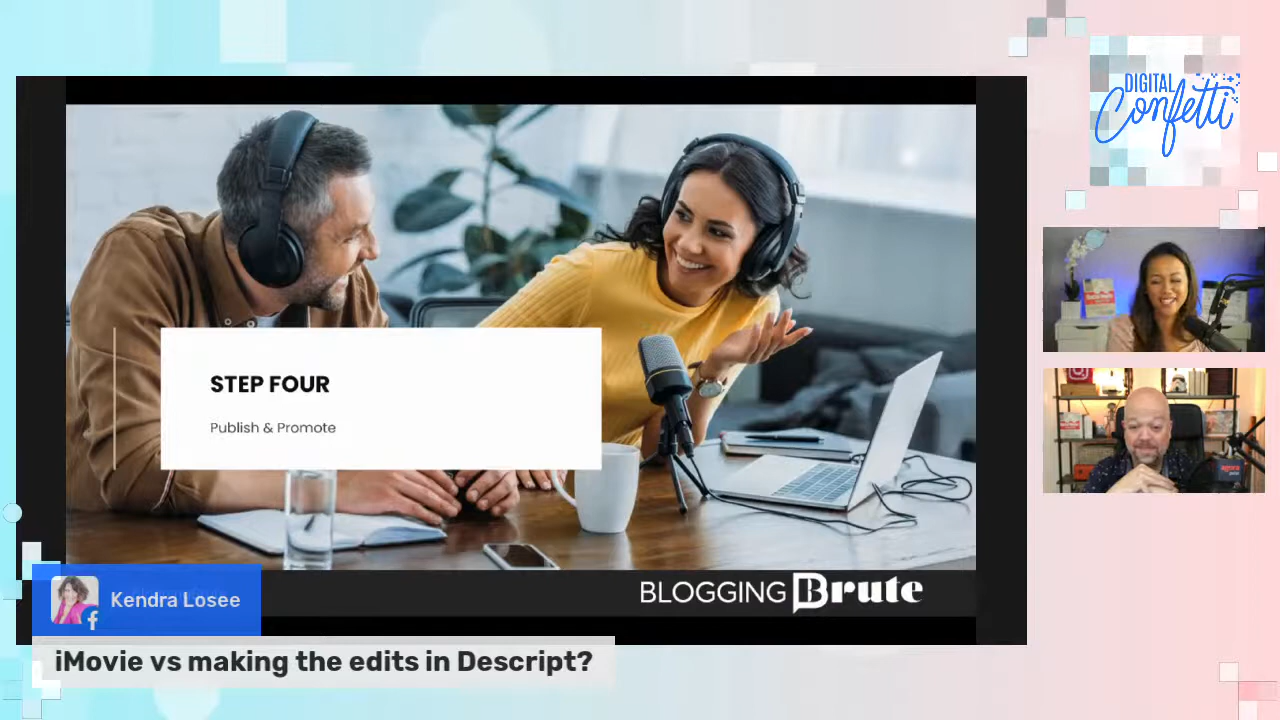 DIGITAL
Confetti
STEP FOUR
Publish & Promote
BLOGGING Brute
Kendra Losee
iMovie vs making the edits in Descript?